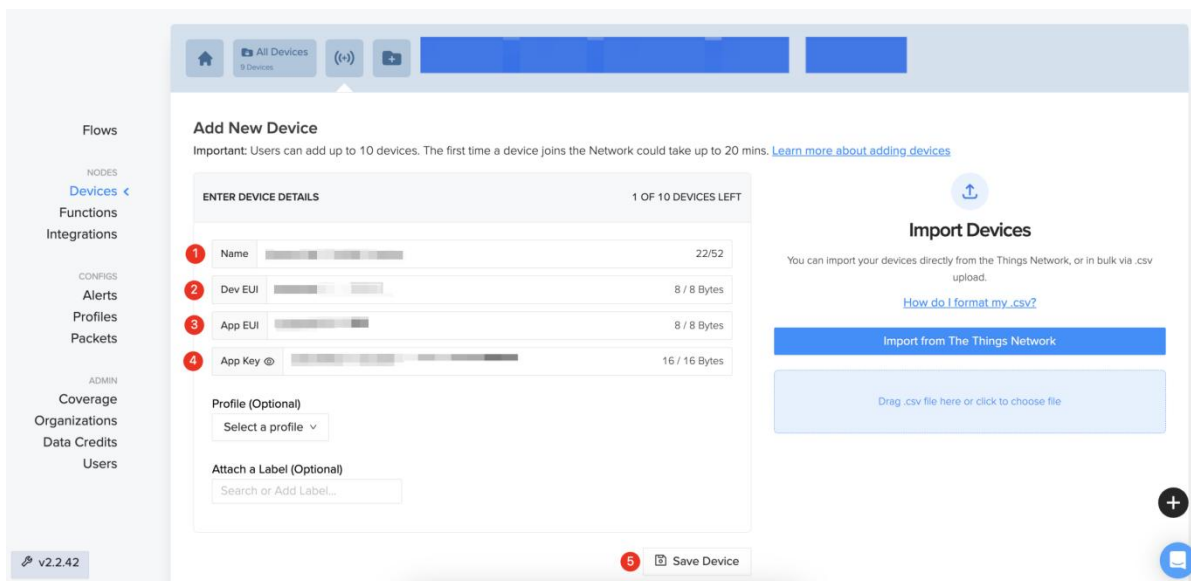 All Devices
9 Devices
Flows
NODES
Devices
Functions
Integrations
CONFIGS
Alerts
Profiles
Packets
ADMIN
Coverage
Organizations
Data Credits
Users
v2.2.42
Add New Device
Important: Users can add up to 10 devices. The first time a device joins the Network could take up to 20 mins. Learn more about adding devices
ENTER DEVICE DETAILS 1 OF 10 DEVICES LEFT
1 Name 22/52
2 Dev EUI 8 / 8 Bytes
3 App EUI 8 / 8 Bytes
4 App Key 16 / 16 Bytes
Profile (Optional)
Select a profile
Attach a Label (Optional)
Search or Add Label...
5 Save Device
Import Devices
You can import your devices directly from the Things Network, or in bulk via .csv
upload.
How do I format my .csv?
Import from The Things Network
Drag .csv file here or click to choose file